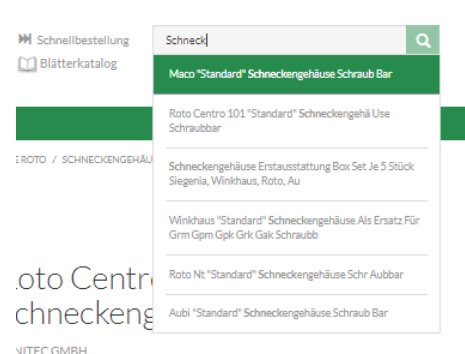 Schnellbestellung
Schneck
Blätterkatalog
Maco "Standard" Schneckengehäuse Schraub Bar
Roto Centro 101 "Standard" Schneckengehä Use
Schraubbar
E ROTO / SCHNECKENGEHÄU
Schneckengehäuse Erstausstattung Box Set Je 5 Stück
Siegenia, Winkhaus, Roto, Au
Winkhaus "Standard" Schneckengehäuse Als Ersatz Für
Grm Gpm Gpk Grk Gak Schraubb
oto Centr
Roto Nt "Standard" Schneckengehäuse Schr Aubbar
chneckeng
Aubi "Standard" Schneckengehäuse Schraub Bar
NITEC GMBH